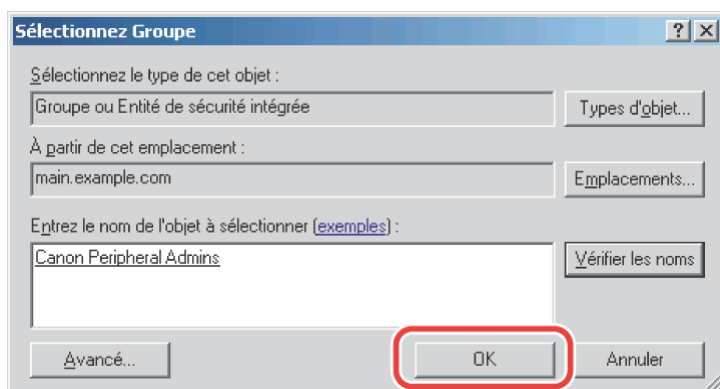 Sélectionnez Groupe
Sélectionnez le type de cet objet :
Groupe ou Entité de sécurité intégrée
Types d'objet...
À partir de cet emplacement :
main.example.com
Emplacements...
Entrez le nom de l'objet à sélectionner (exemples) :
Canon Peripheral Admins
Vérifier les noms
Avancé...
OK
Annuler